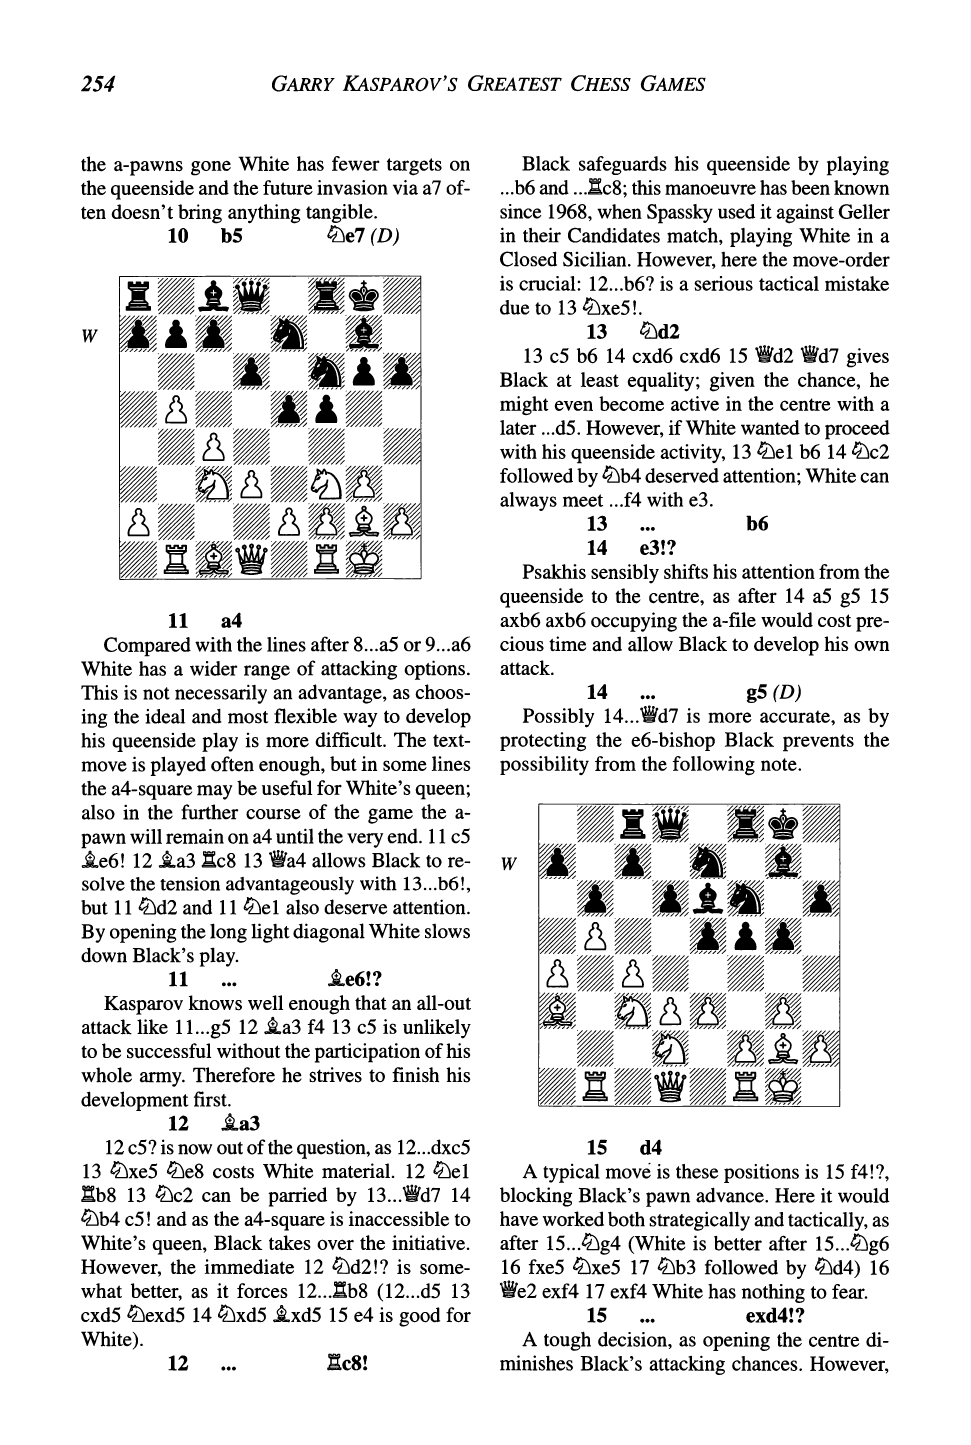 254 GARRY KASPAROV'S GREATEST CHESS GAMES
the a-pawns gone White has fewer targets on
the queenside and the future invasion via a7 of-
ten doesn't bring anything tangible.
10 b5 ♘e7 (D)
W
11 a4
Compared with the lines after 8...a5 or 9...a6
White has a wider range of attacking options.
This is not necessarily an advantage, as choos-
ing the ideal and most flexible way to develop
his queenside play is more difficult. The text-
move is played often enough, but in some lines
the a4-square may be useful for White's queen;
also in the further course of the game the a-
pawn will remain on a4 until the very end. 11 c5
♗e6! 12 ♗a3 ♖c8 13 ♕a4 allows Black to re-
solve the tension advantageously with 13...b6!,
but 11 ♘d2 and 11 ♘e1 also deserve attention.
By opening the long light diagonal White slows
down Black's play.
11 ... ♗e6!?
Kasparov knows well enough that an all-out
attack like 11...g5 12 ♗a3 f4 13 c5 is unlikely
to be successful without the participation of his
whole army. Therefore he strives to finish his
development first.
12 ♗a3
12 c5? is now out of the question, as 12...dxc5
13 ♘xe5 ♘e8 costs White material. 12 ♘e1
♖b8 13 ♘c2 can be parried by 13...♕d7 14
♘b4 c5! and as the a4-square is inaccessible to
White's queen, Black takes over the initiative.
However, the immediate 12 ♘d2!? is some-
what better, as it forces 12...♖b8 (12...d5 13
cxd5 ♘exd5 14 ♘xd5 ♗xd5 15 e4 is good for
White).
12 ... ♖c8!
Black safeguards his queenside by playing
...b6 and ...♖c8; this manoeuvre has been known
since 1968, when Spassky used it against Geller
in their Candidates match, playing White in a
Closed Sicilian. However, here the move-order
is crucial: 12...b6? is a serious tactical mistake
due to 13 ♘xe5!.
13 ♘d2
13 c5 b6 14 cxd6 cxd6 15 ♕d2 ♕d7 gives
Black at least equality; given the chance, he
might even become active in the centre with a
later ...d5. However, if White wanted to proceed
with his queenside activity, 13 ♘e1 b6 14 ♘c2
followed by ♘b4 deserved attention; White can
always meet ...f4 with e3.
13 ... b6
14 e3!?
Psakhis sensibly shifts his attention from the
queenside to the centre, as after 14 a5 g5 15
axb6 axb6 occupying the a-file would cost pre-
cious time and allow Black to develop his own
attack.
14 ... g5 (D)
Possibly 14...♕d7 is more accurate, as by
protecting the e6-bishop Black prevents the
possibility from the following note.
W
15 d4
A typical move is these positions is 15 f4!?,
blocking Black's pawn advance. Here it would
have worked both strategically and tactically, as
after 15...♘g4 (White is better after 15...♘g6
16 fxe5 ♘xe5 17 ♘b3 followed by ♘d4) 16
♕e2 exf4 17 exf4 White has nothing to fear.
15 ... exd4!?
A tough decision, as opening the centre di-
minishes Black's attacking chances. However,